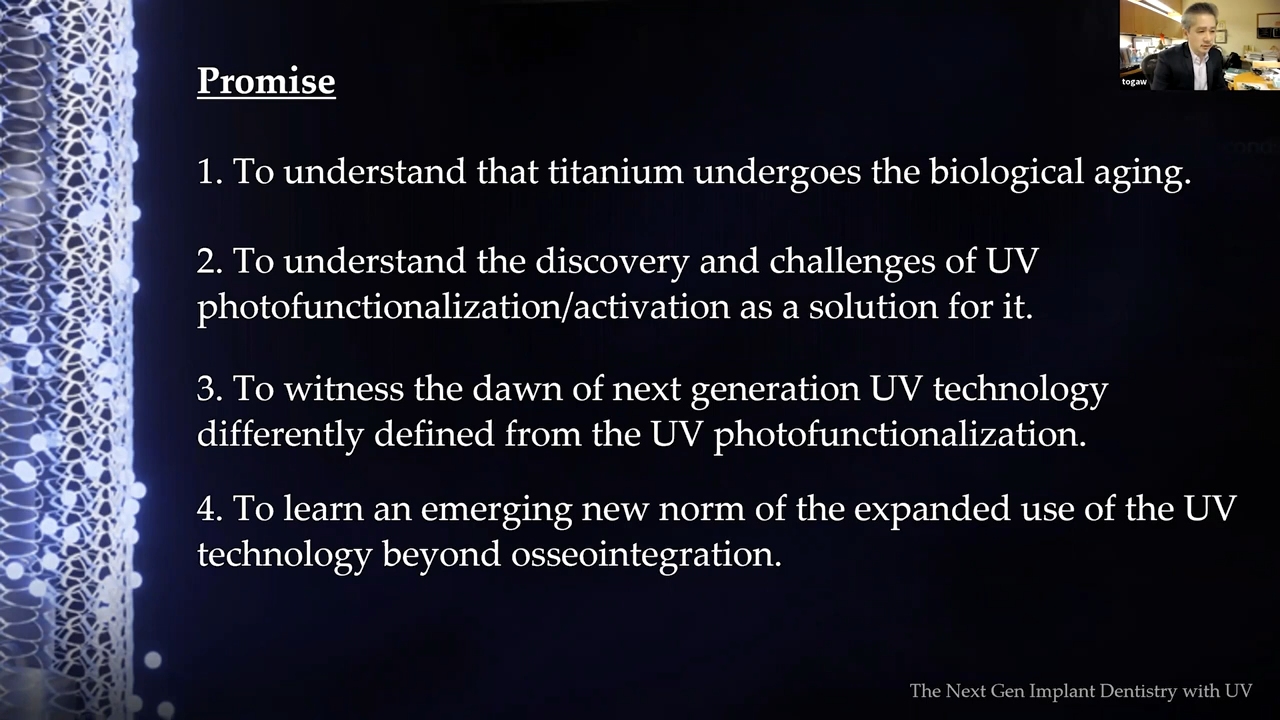 togaw
Promise
1. To understand that titanium undergoes the biological aging.
2. To understand the discovery and challenges of UV
photofunctionalization/activation as a solution for it.
3. To witness the dawn of next generation UV technology
differently defined from the UV photofunctionalization.
4. To learn an emerging new norm of the expanded use of the UV
technology beyond osseointegration.
The Next Gen Implant Dentistry with UV